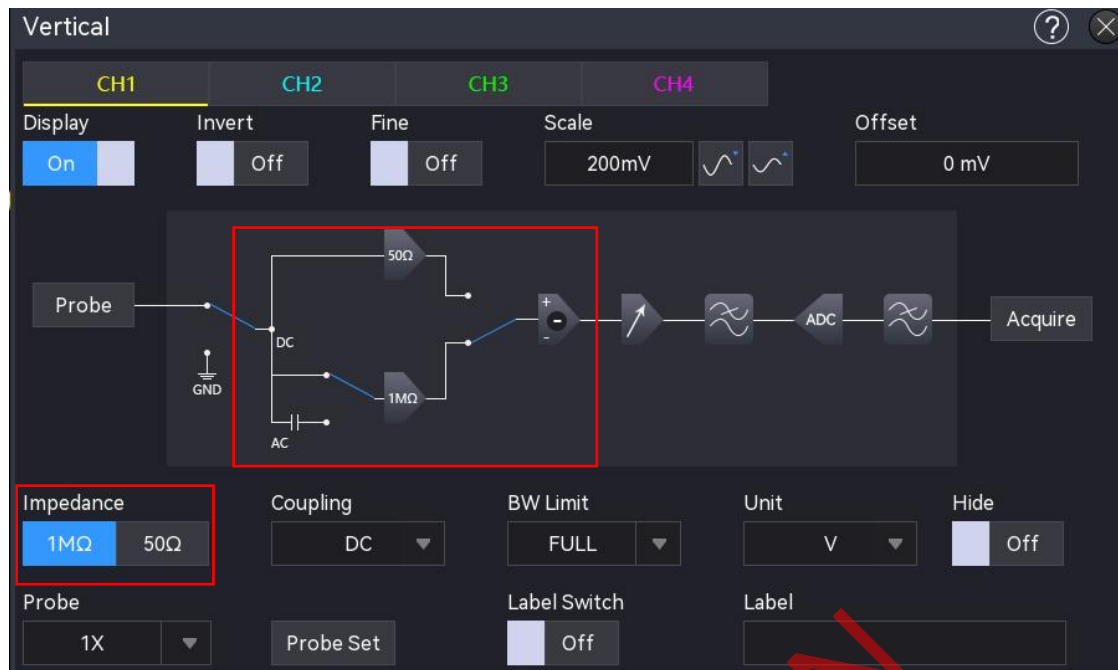 Vertical
?
CH1 CH2 CH3 CH4
Display Invert Fine Scale Offset
On Off Off 200mV 0 mV
50Ω
Probe DC + - ADC Acquire
GND 1MΩ
AC
Impedance Coupling BW Limit Unit Hide
1MΩ 50Ω DC FULL V Off
Probe Label Switch Label
1X Probe Set Off